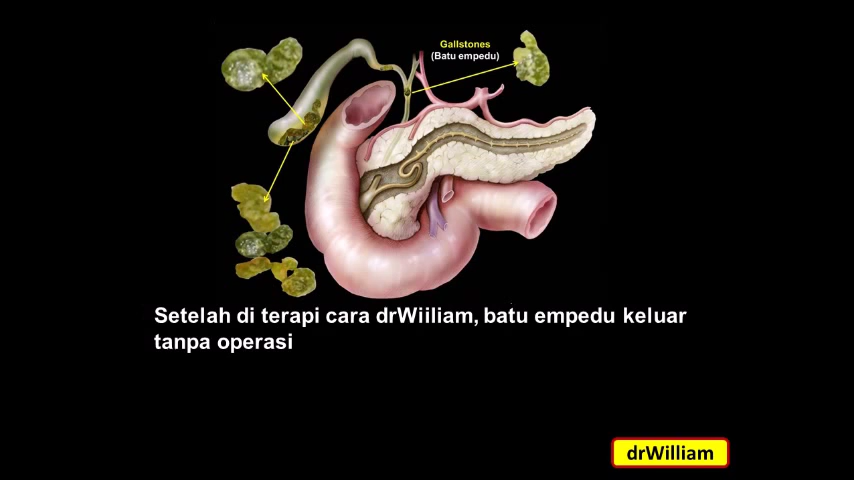 Gallstones
(Batu empedu)
Setelah di terapi cara drWiiliam, batu empedu keluar
tanpa operasi
drWilliam